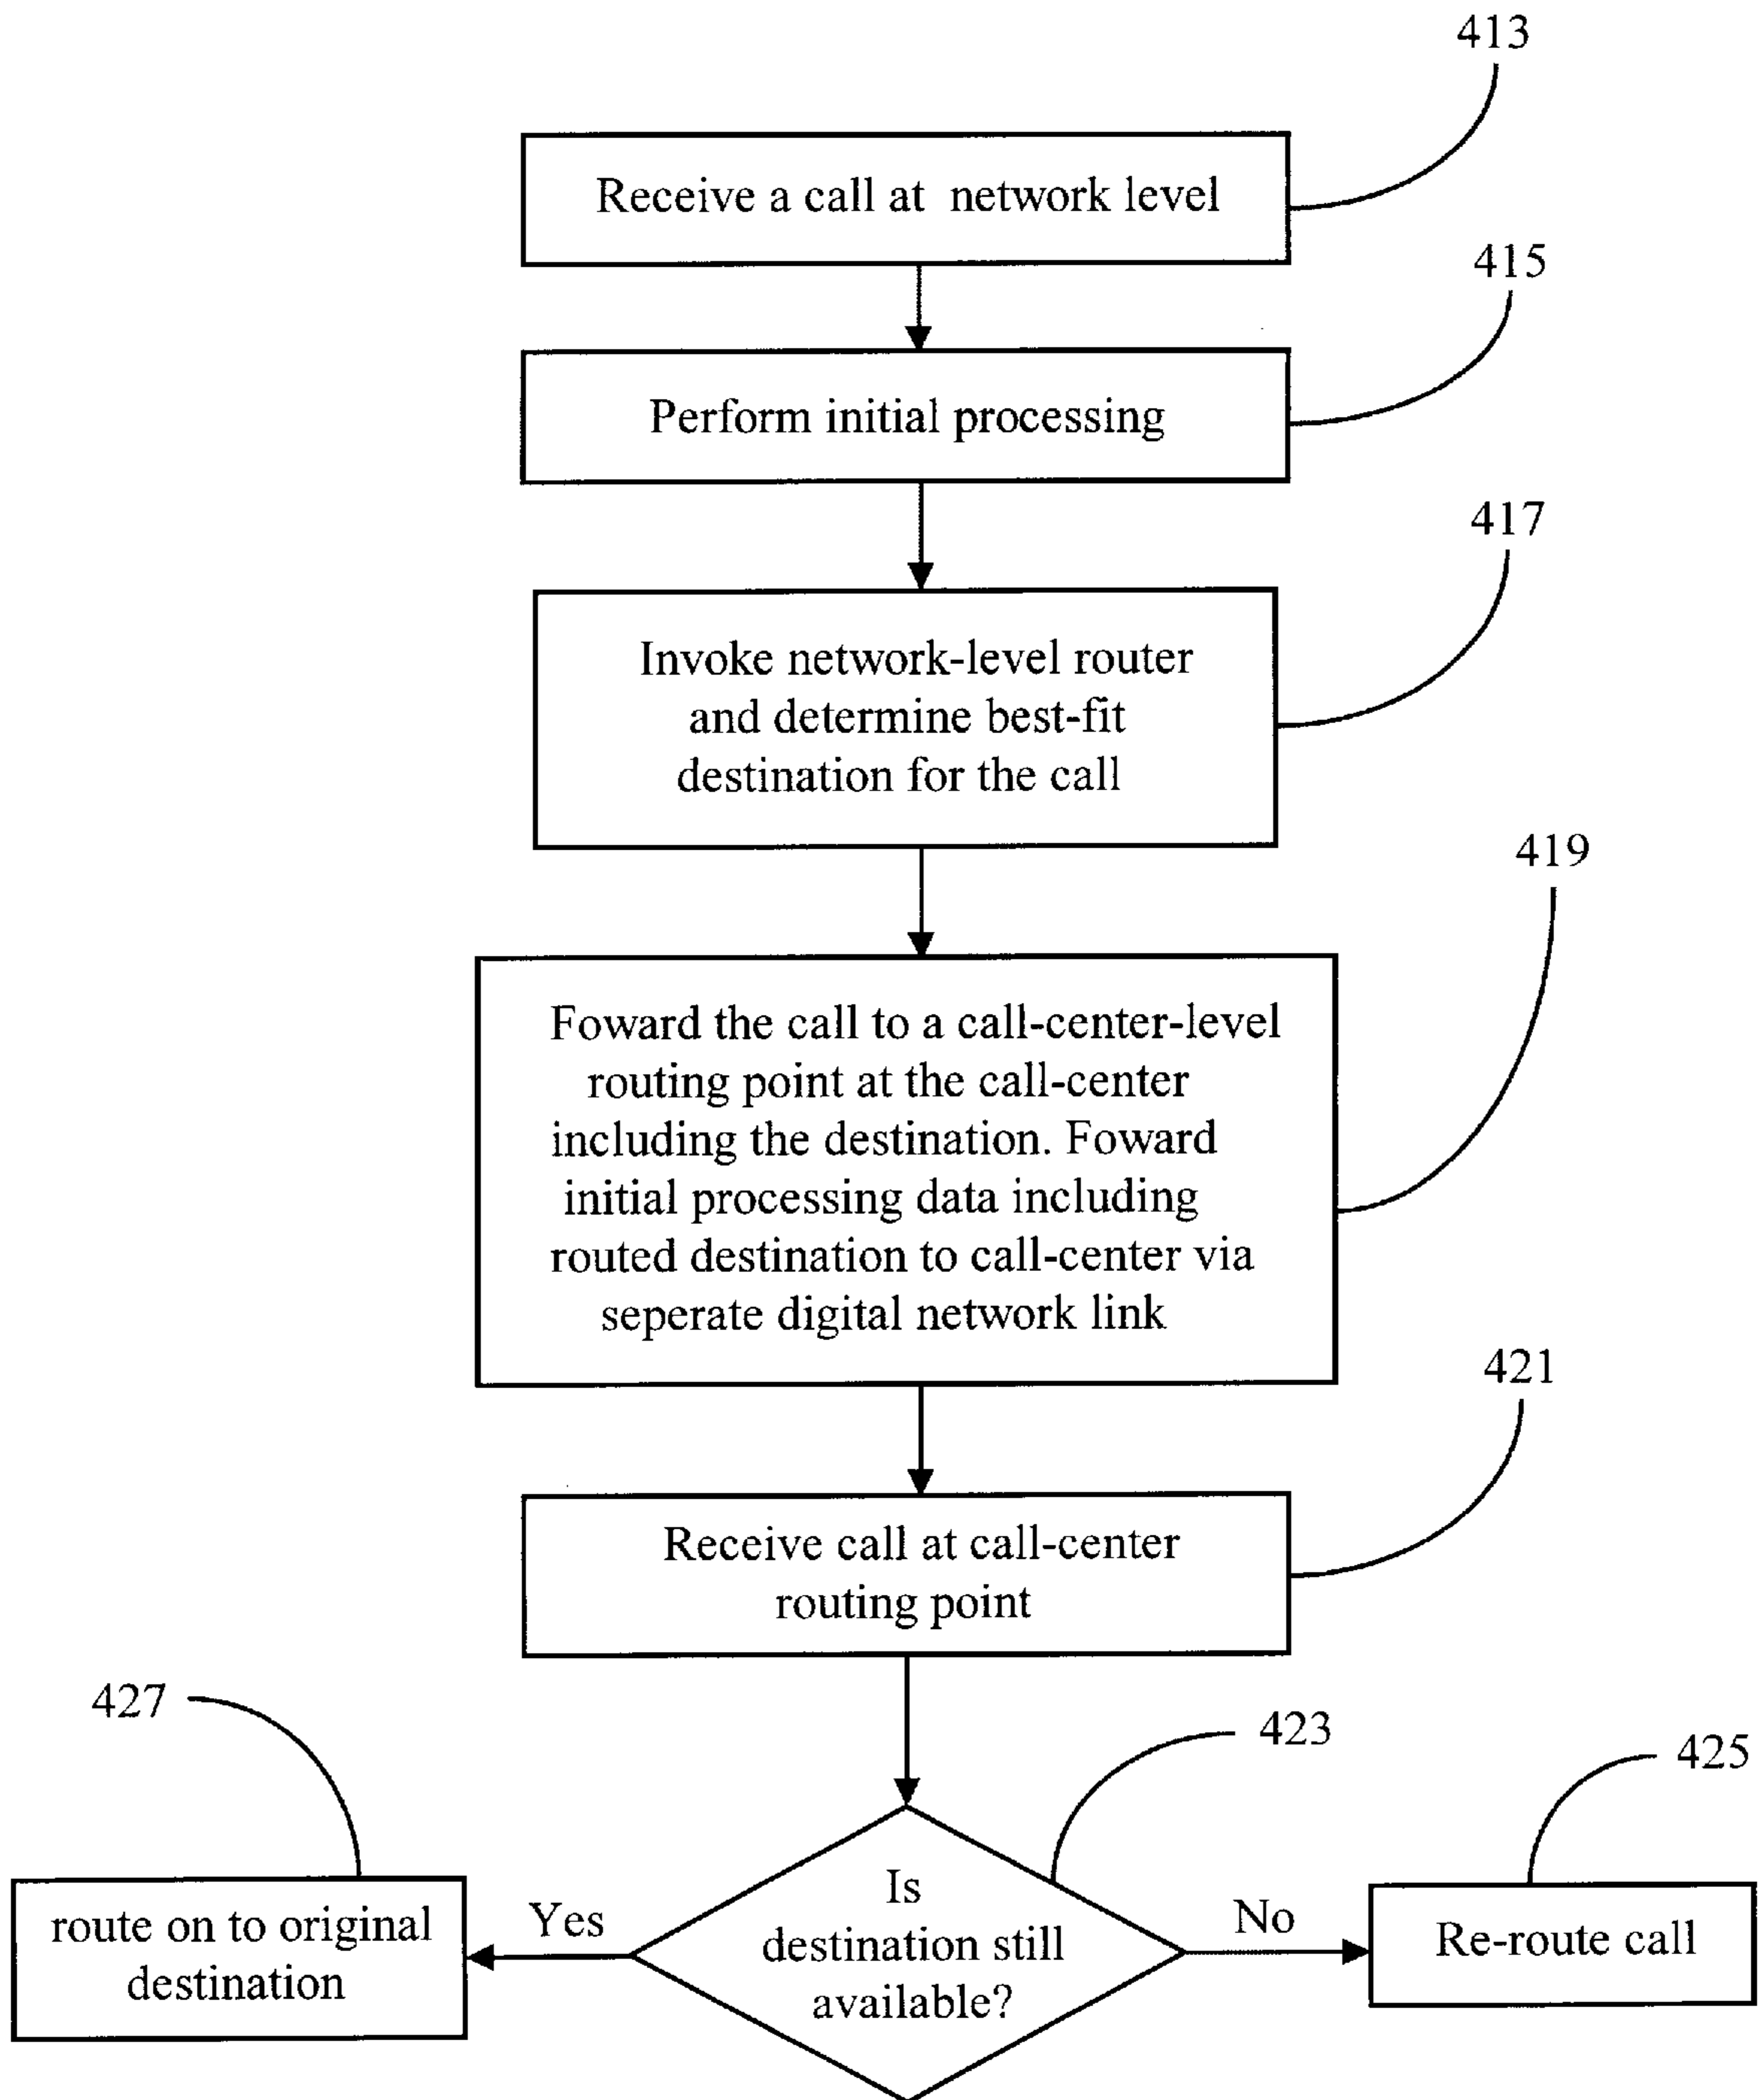 413
Receive a call at network level
415
Perform initial processing
417
Invoke network-level router
and determine best-fit
destination for the call
419
Foward the call to a call-center-level
routing point at the call-center
including the destination. Foward
initial processing data including
routed destination to call-center via
seperate digital network link
421
Receive call at call-center
routing point
427
423
425
Is
destination still
available?
Yes
No
route on to original
destination
Re-route call